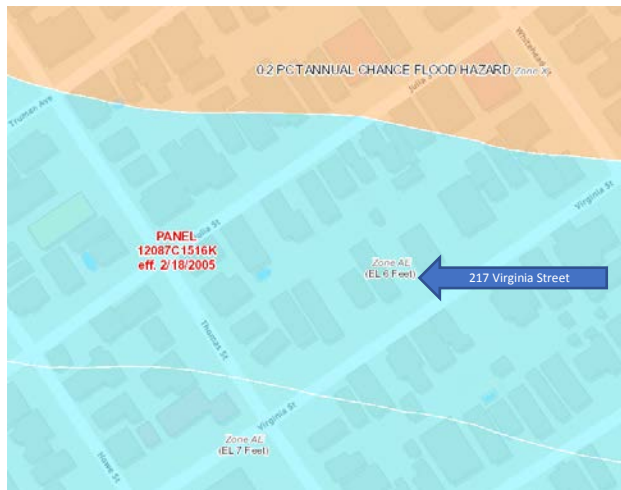 Whitehead
0.2 PCT ANNUAL CHANCE FLOOD HAZARD Zone X
Julia S
Truman Ave
Virginia St
Julia St
PANEL
12087C1516K
eff. 2/18/2005
Zone AE
(EL 6 Feet)
217 Virginia Street
Thomas St
Virginia St
Zone AE
(EL 7 Feet)
Howe St